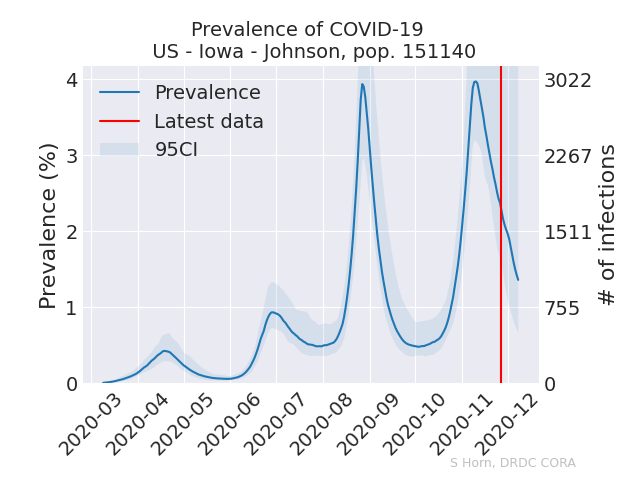 Prevalence of COVID-19
US - Iowa - Johnson, pop. 151140
Prevalence (%)
4
3
2
1
0
Prevalence
Latest data
95CI
3022
2267
1511
755
0
# of infections
2020-03
2020-04
2020-05
2020-06
2020-07
2020-08
2020-09
2020-10
2020-11
2020-12
S Horn, DRDC CORA